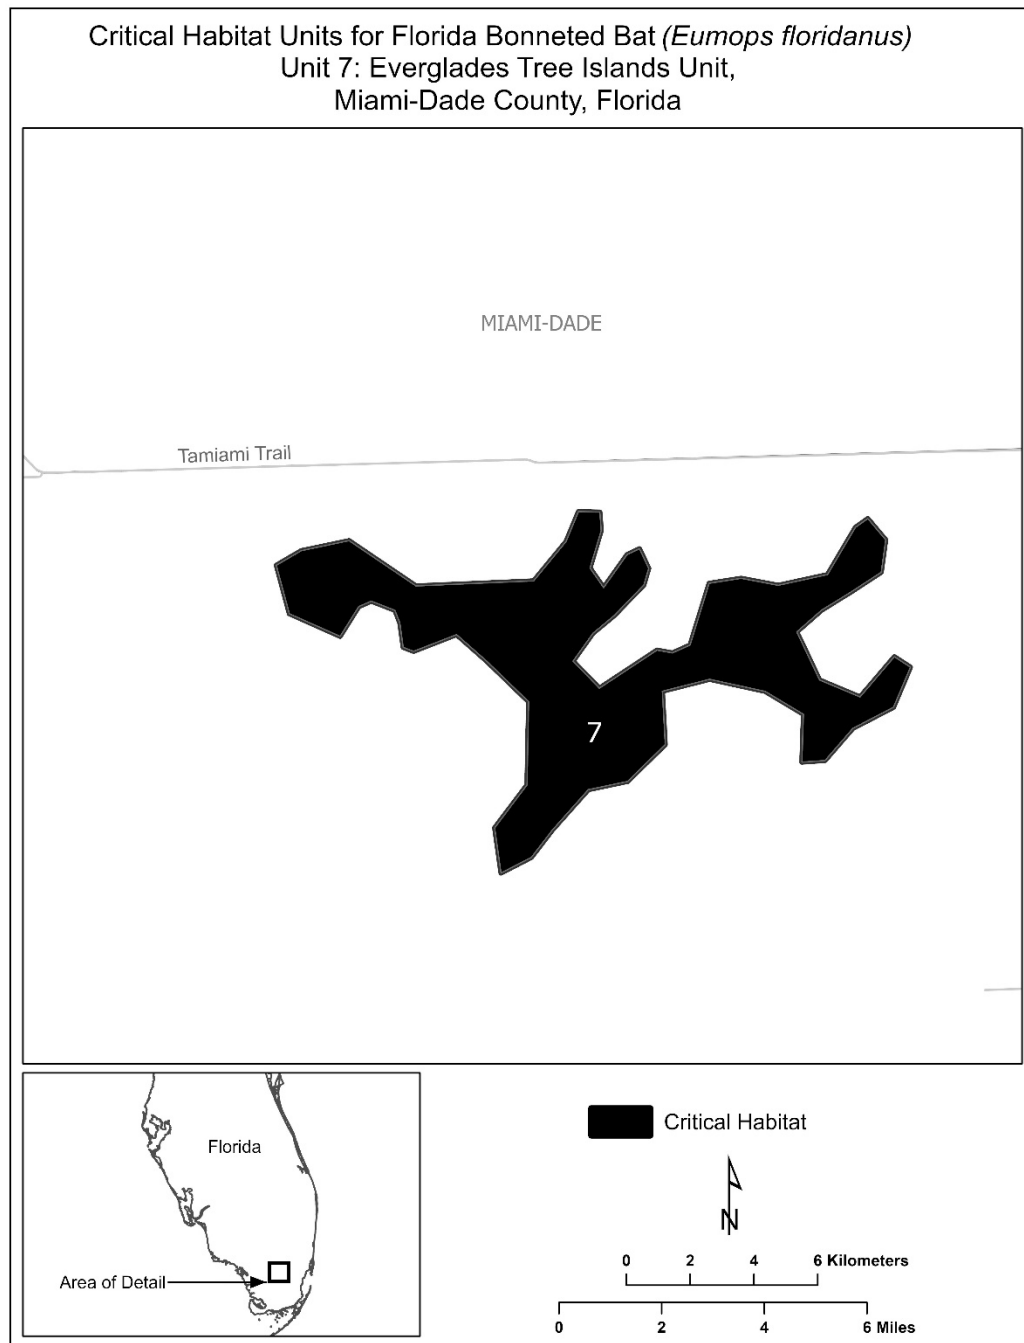 Critical Habitat Units for Florida Bonneted Bat (Eumops floridanus)
Unit 7: Everglades Tree Islands Unit,
Miami-Dade County, Florida
MIAMI-DADE
Tamiami Trail
7
Florida
Area of Detail
Critical Habitat
N
0 2 4 6 Kilometers
0 2 4 6 Miles